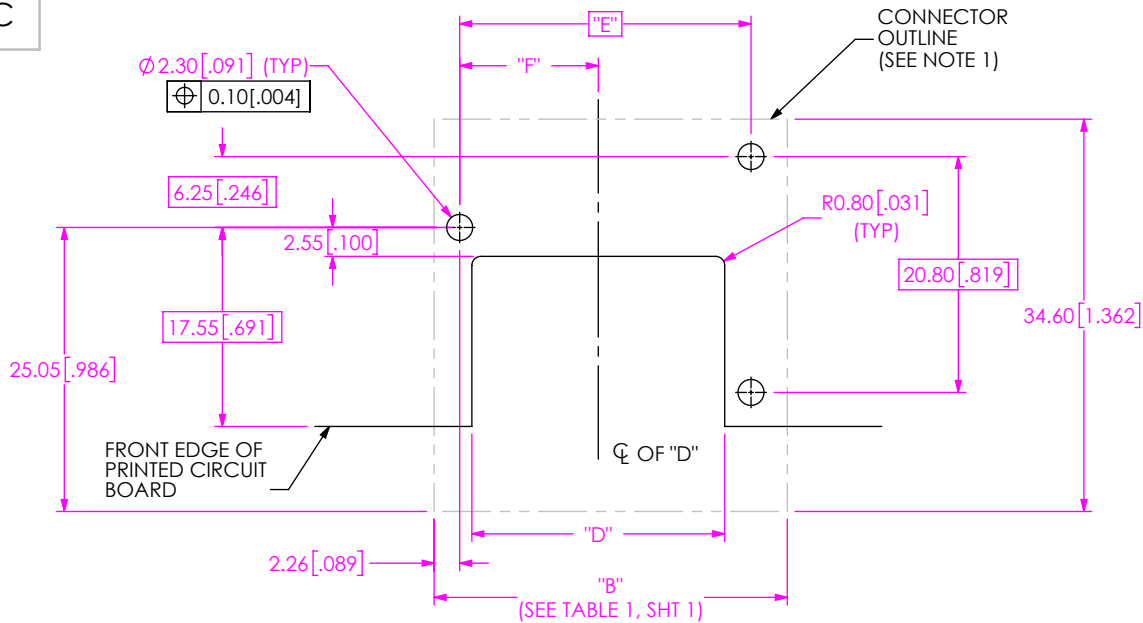 C
"E"
CONNECTOR
OUTLINE
(SEE NOTE 1)
"F"
Ø2.30[.091] (TYP)
⌖ 0.10[.004]
6.25[.246]
R0.80[.031]
(TYP)
2.55[.100]
20.80[.819]
34.60[1.362]
17.55[.691]
25.05[.986]
FRONT EDGE OF
PRINTED CIRCUIT
BOARD
℄ OF "D"
"D"
2.26[.089]
"B"
(SEE TABLE 1, SHT 1)